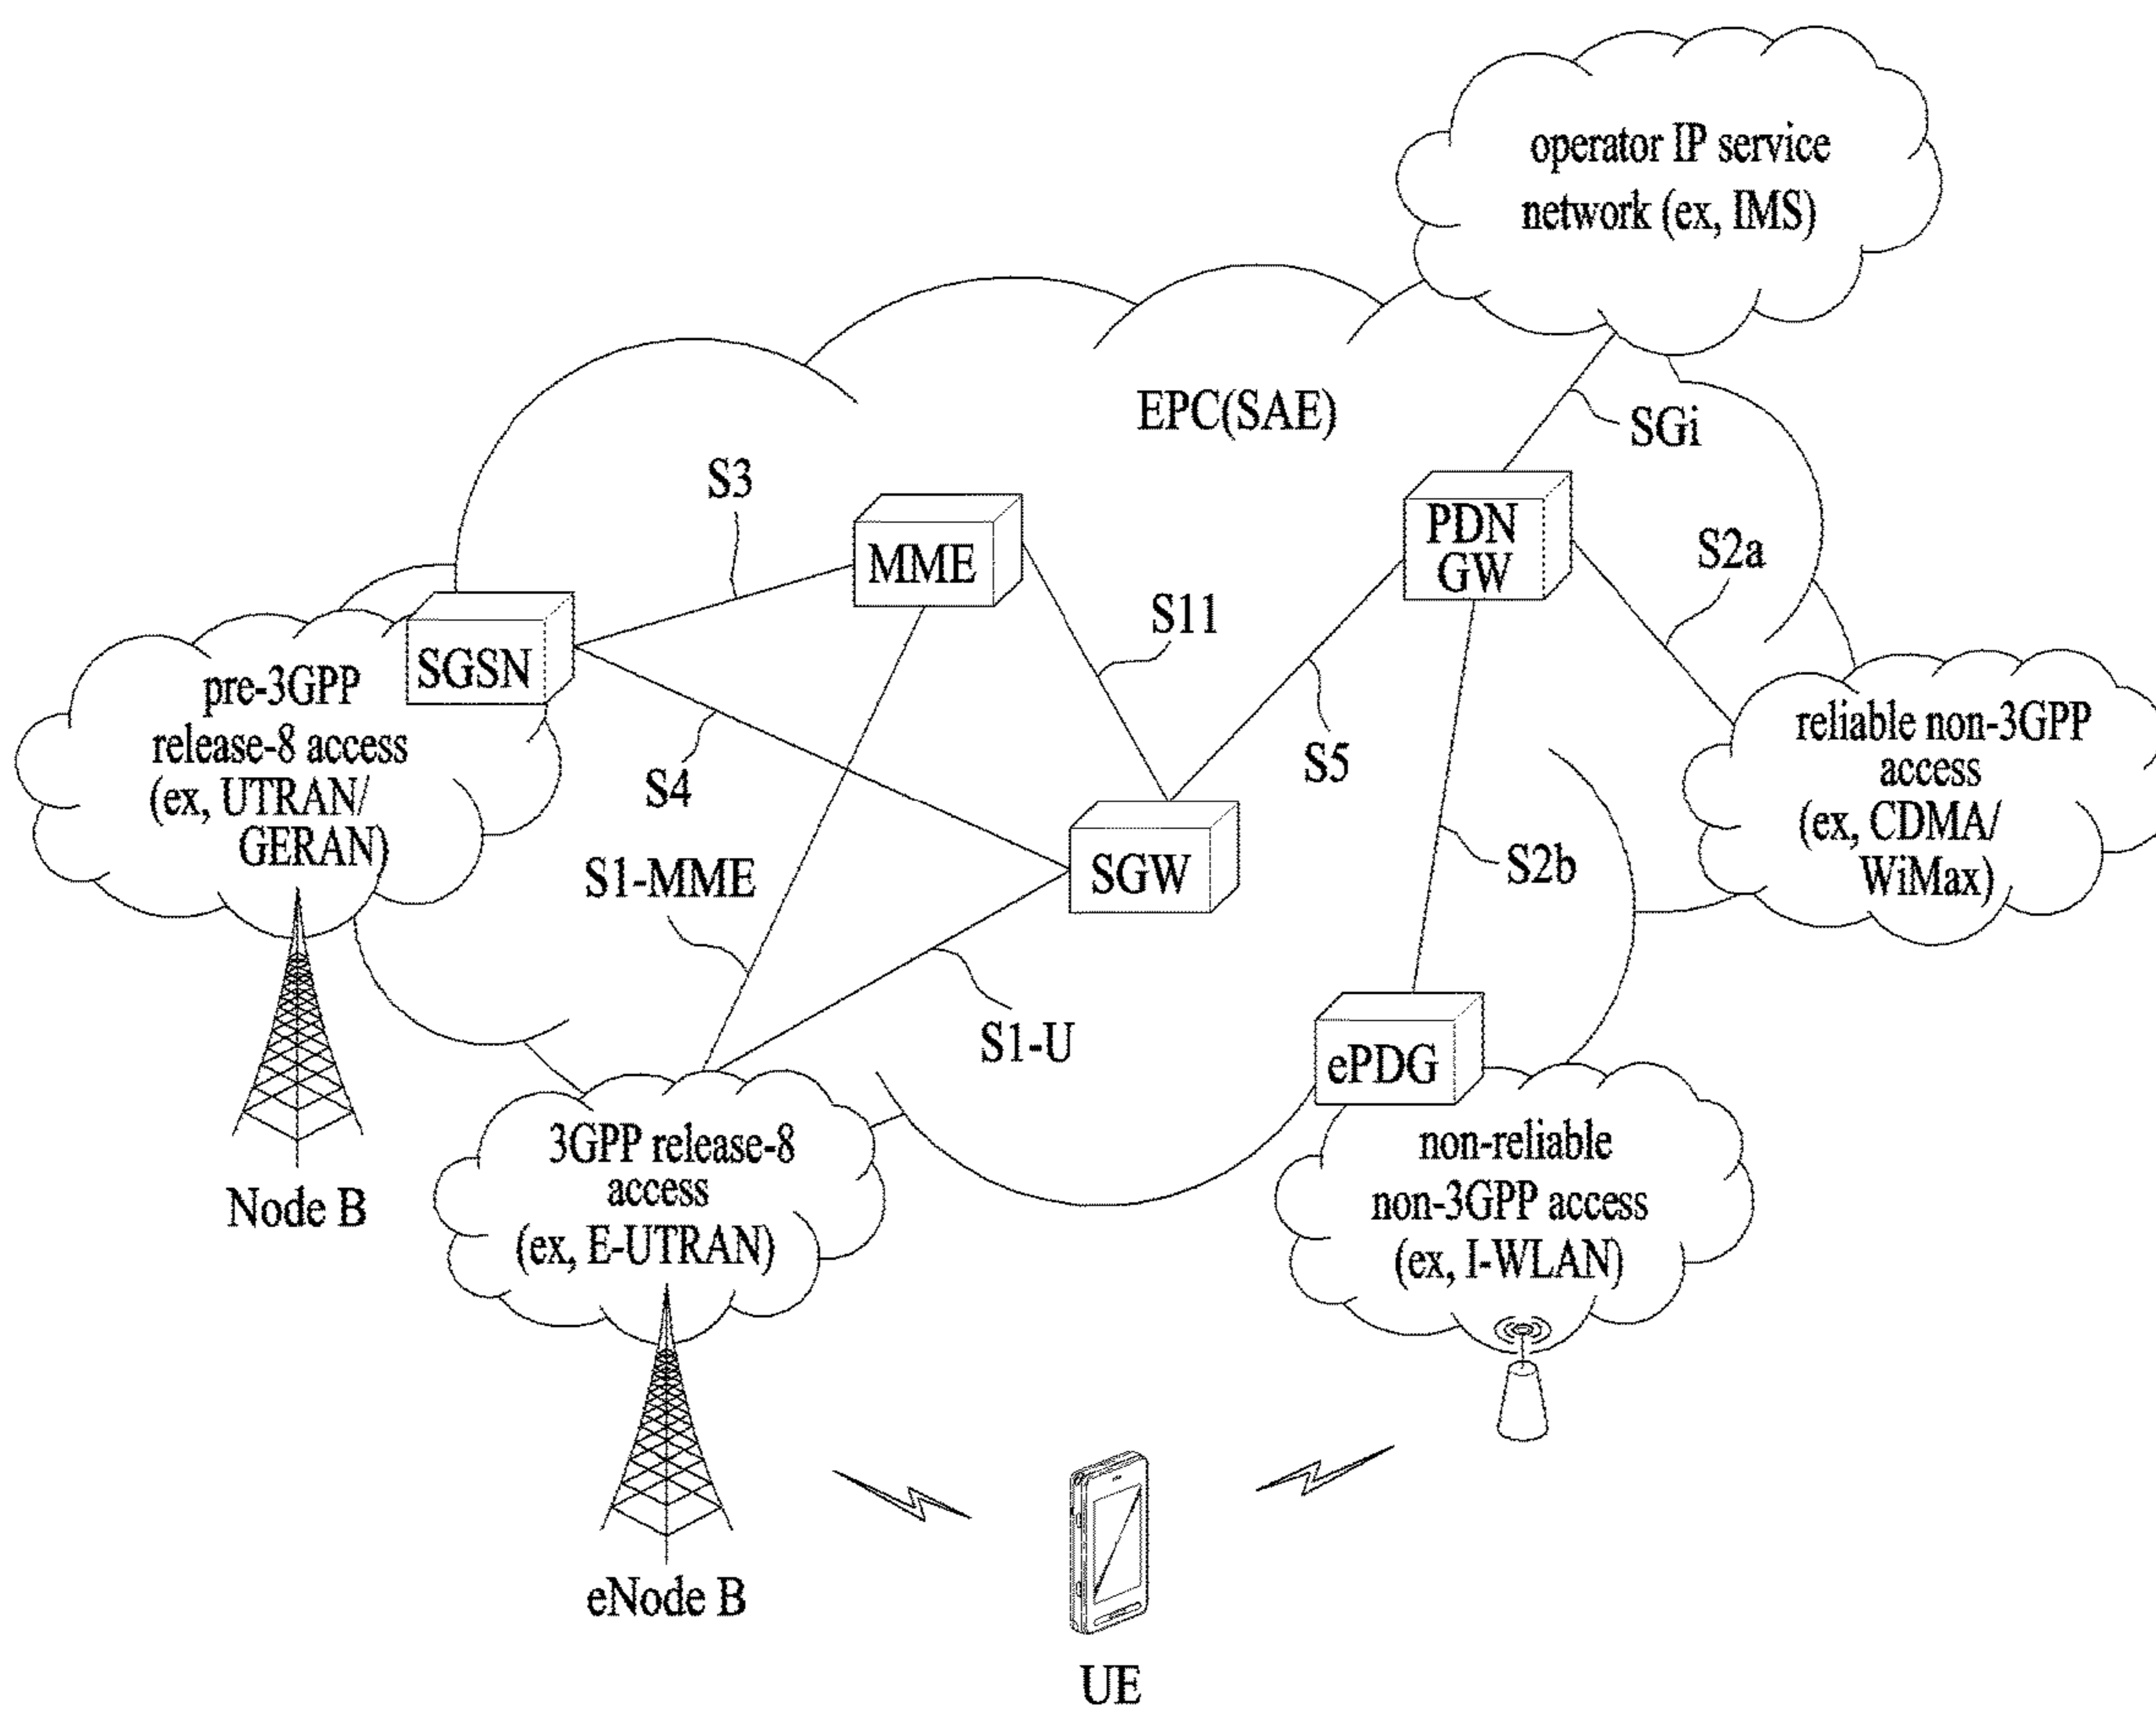 operator IP service
network (ex, IMS)
EPC(SAE)
SGi
S3
MME
PDN
GW
S2a
S11
SGSN
pre-3GPP
release-8 access
(ex, UTRAN/
GERAN)
S4
S5
reliable non-3GPP
access
(ex, CDMA/
WiMax)
S1-MME
SGW
S2b
S1-U
ePDG
Node B
3GPP release-8
access
(ex, E-UTRAN)
non-reliable
non-3GPP access
(ex, I-WLAN)
eNode B
UE